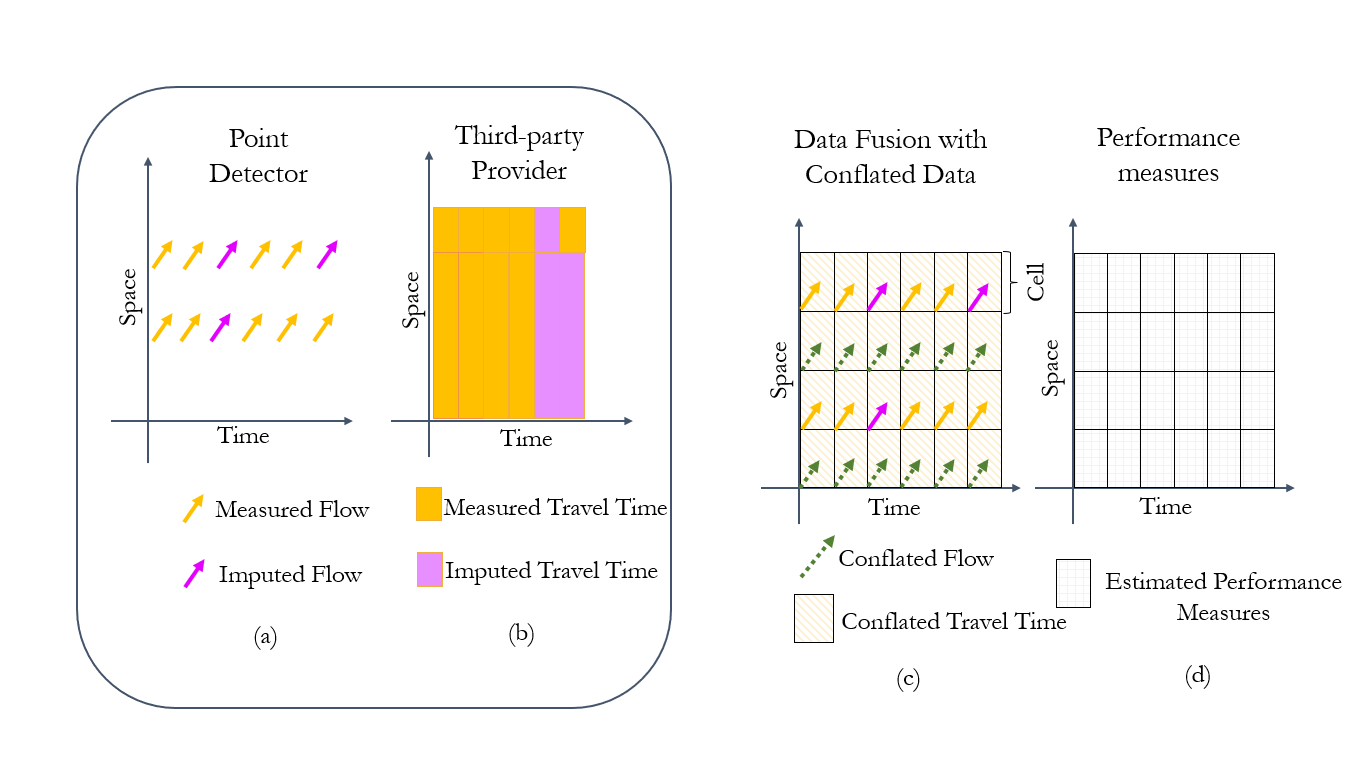 Point
Detector
Space
Time
Measured Flow
Imputed Flow
(a)
Third-party
Provider
Space
Time
Measured Travel Time
Imputed Travel Time
(b)
Data Fusion with
Conflated Data
Cell
Space
Time
Conflated Flow
Conflated Travel Time
(c)
Performance
measures
Space
Time
Estimated Performance
Measures
(d)